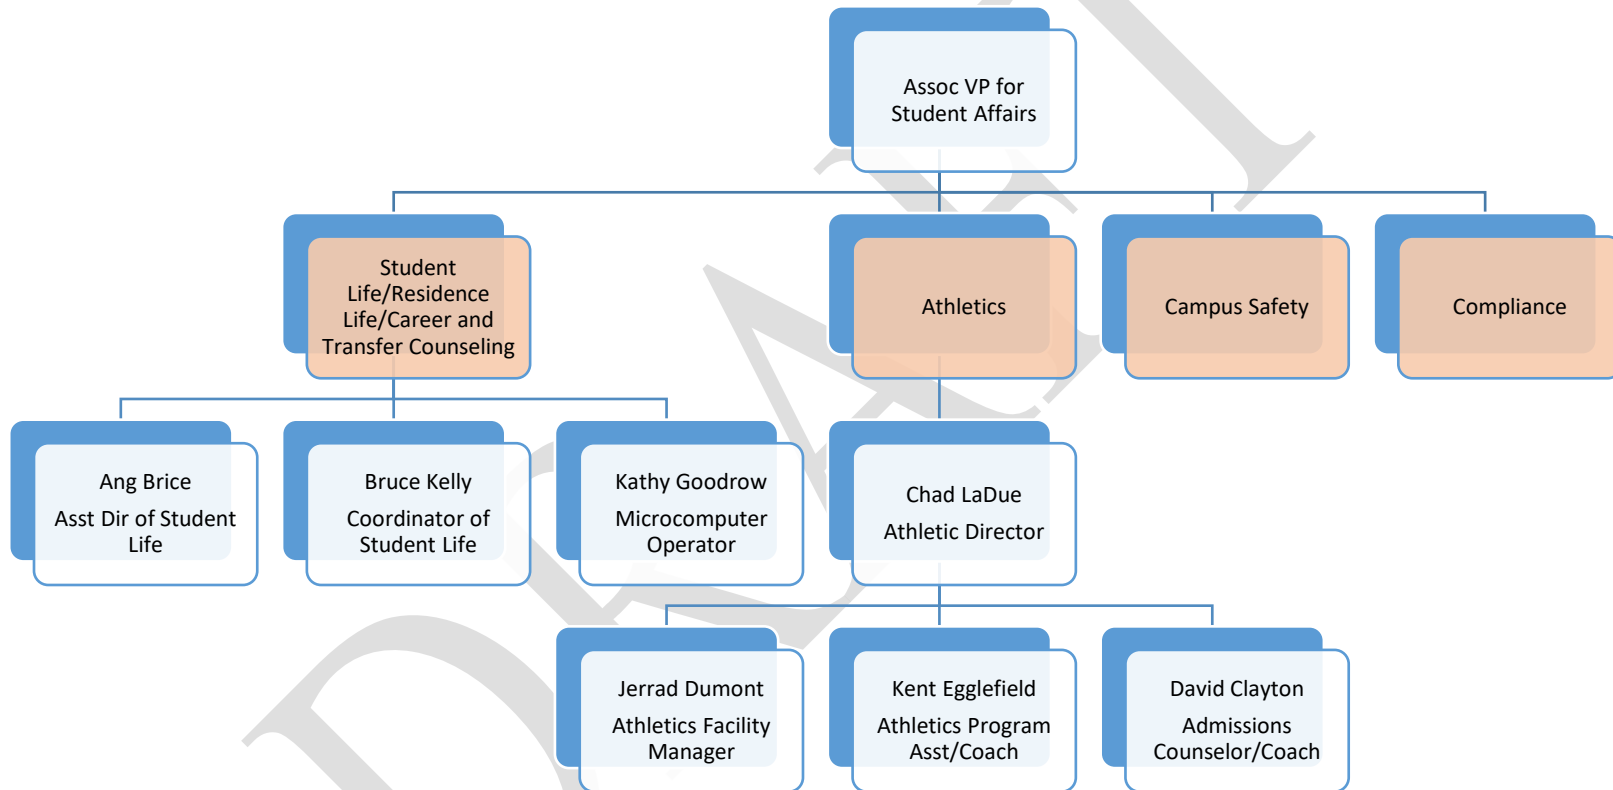 Assoc VP for
Student Affairs
Student
Life/Residence
Life/Career and
Transfer Counseling
Athletics
Campus Safety
Compliance
Ang Brice
Asst Dir of Student
Life
Bruce Kelly
Coordinator of
Student Life
Kathy Goodrow
Microcomputer
Operator
Chad LaDue
Athletic Director
Jerrad Dumont
Athletics Facility
Manager
Kent Egglefield
Athletics Program
Asst/Coach
David Clayton
Admissions
Counselor/Coach
DRAFT